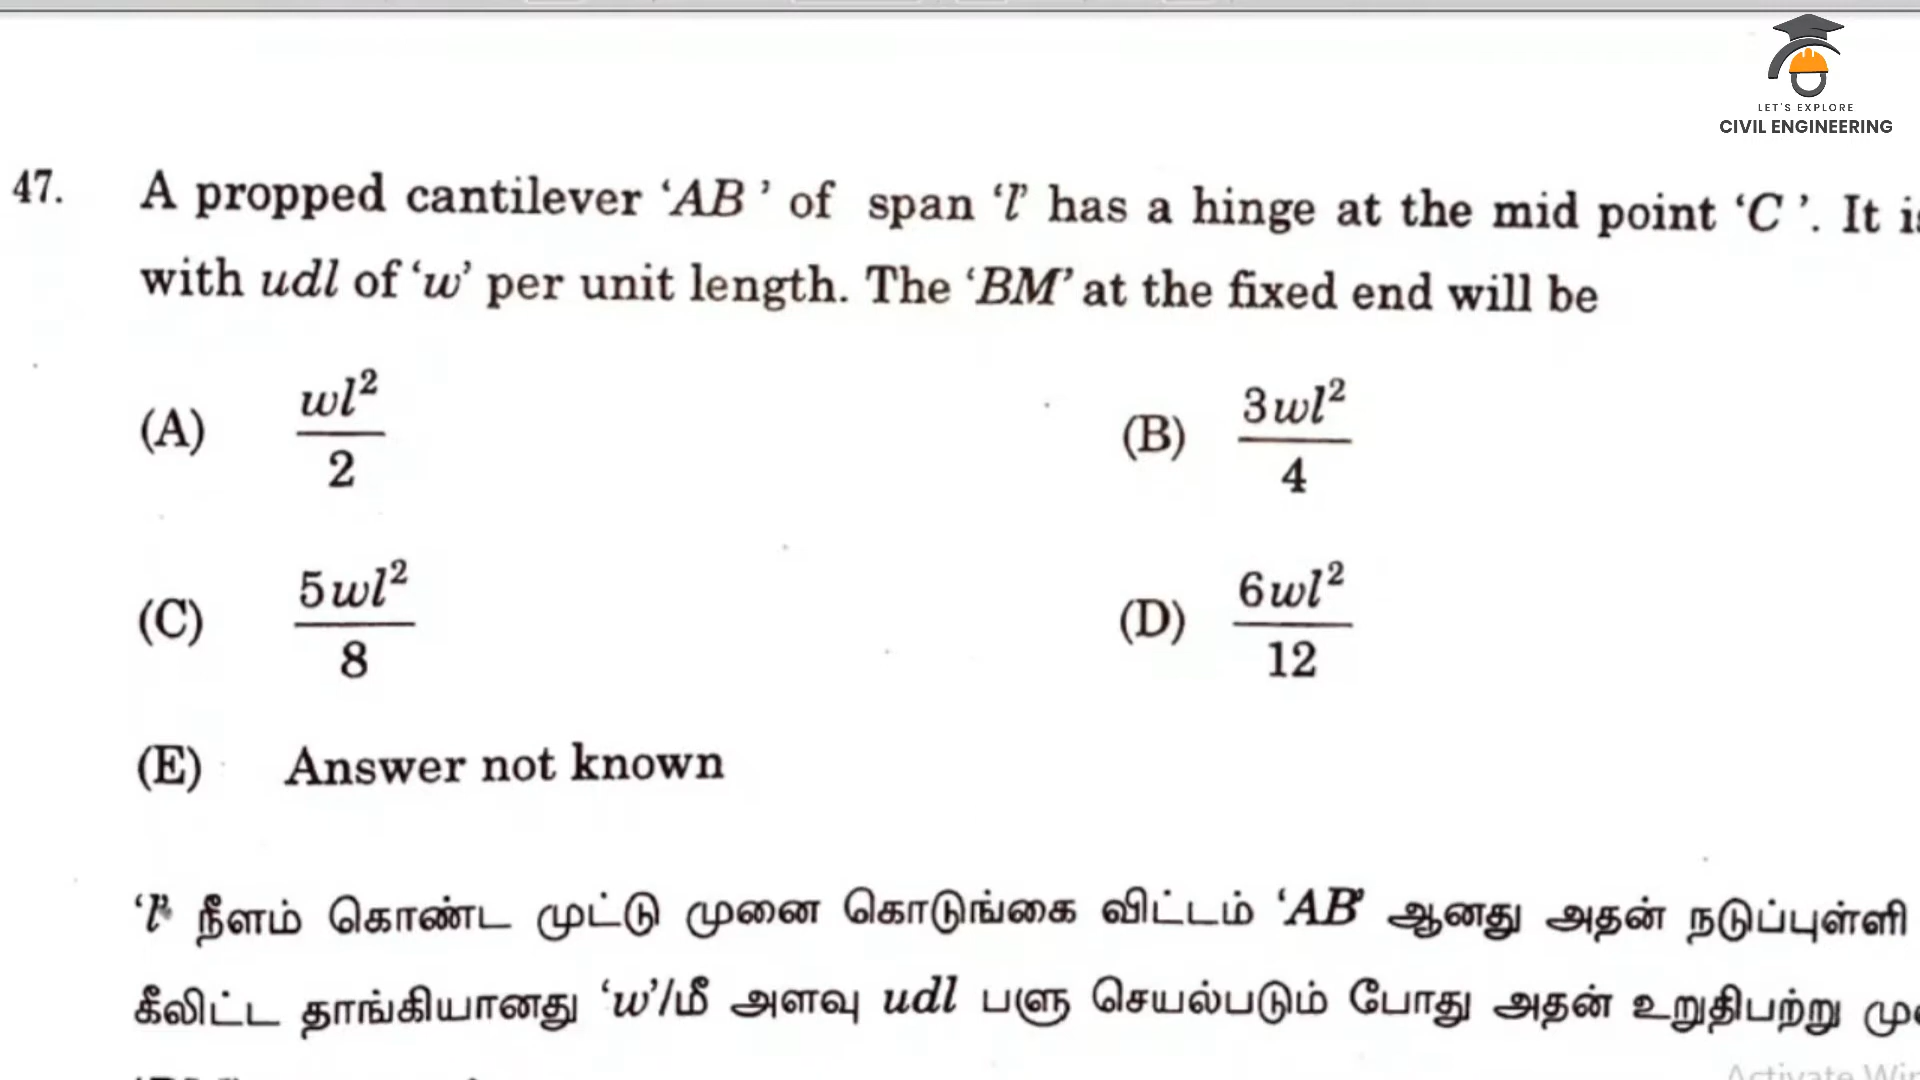 LET'S EXPLORE
CIVIL ENGINEERING
47. A propped cantilever ‘AB’ of span ‘l’ has a hinge at the mid point ‘C’. It
with udl of ‘w’ per unit length. The ‘BM’ at the fixed end will be
(A) wl²/2 (B) 3wl²/4
(C) 5wl²/8 (D) 6wl²/12
(E) Answer not known
‘l’ நீளம் கொண்ட முட்டு முனை கொடுங்கை விட்டம் ‘AB’ ஆனது அதன் நடுப்புள்ளி
கீலிட்ட தாங்கியானது ‘w’/மீ அளவு udl பளு செயல்படும் போது அதன் உறுதிபற்று
Activate